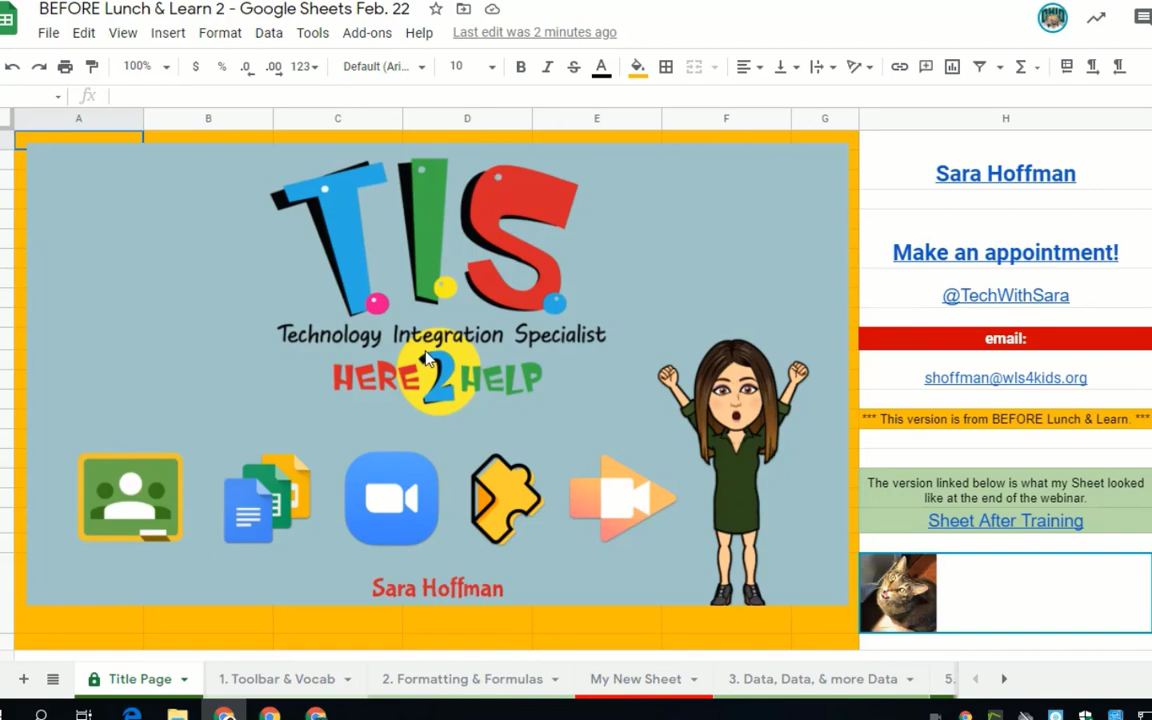 BEFORE Lunch & Learn 2 - Google Sheets Feb. 22
File Edit View Insert Format Data Tools Add-ons Help Last edit was 2 minutes ago
100% $ % .0 .00 123 Default (Ari... 10 B I S A
fx
A B C D E F G H
T.I.S.
Technology Integration Specialist
HERE 2 HELP
Sara Hoffman
Sara Hoffman
Make an appointment!
@TechWithSara
email:
shoffman@wls4kids.org
*** This version is from BEFORE Lunch & Learn. ***
The version linked below is what my Sheet looked
like at the end of the webinar.
Sheet After Training
Title Page 1. Toolbar & Vocab 2. Formatting & Formulas My New Sheet 3. Data, Data, & more Data 5.